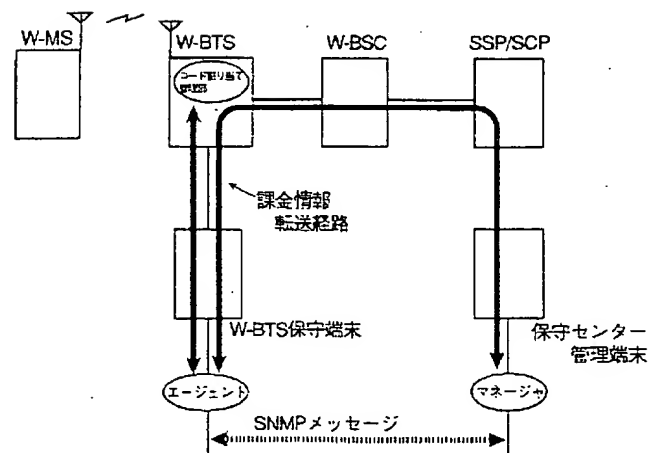 W-MS
W-BTS
W-BSC
SSP/SCP
コード割り当て
管理部
課金情報
転送経路
W-BTS保守端末
保守センター
管理端末
エージェント
マネージャ
SNMPメッセージ